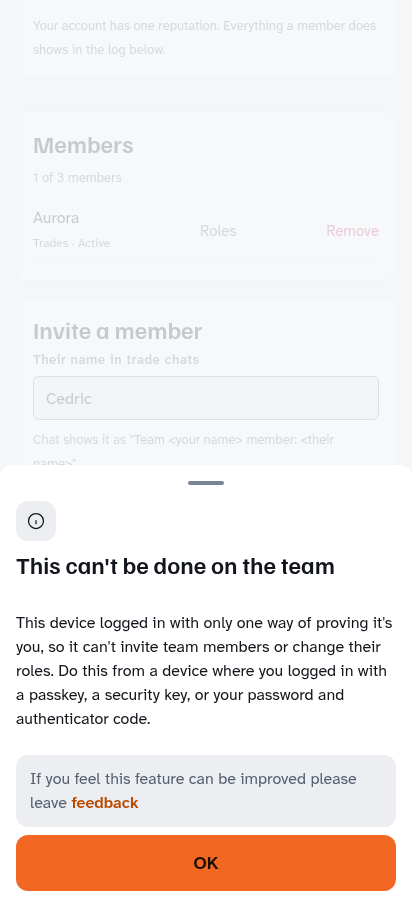 Your account has one reputation. Everything a member does
shows in the log below.
Members
1 of 3 members
Aurora
Trades · Active
Roles
Remove
Invite a member
Their name in trade chats
Cedric
Chat shows it as "Team <your name> member: <their
name>"
This can't be done on the team
This device logged in with only one way of proving it's
you, so it can't invite team members or change their
roles. Do this from a device where you logged in with
a passkey, a security key, or your password and
authenticator code.
If you feel this feature can be improved please
leave feedback
OK